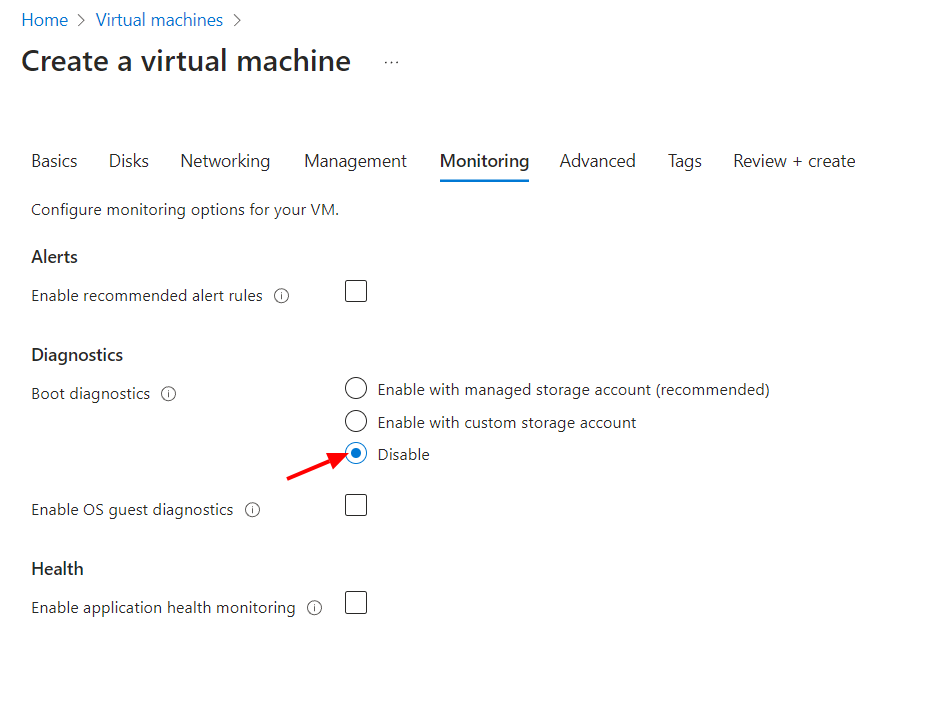 Home > Virtual machines >
Create a virtual machine ...
Basics Disks Networking Management Monitoring Advanced Tags Review + create
Configure monitoring options for your VM.
Alerts
Enable recommended alert rules
Diagnostics
Boot diagnostics
Enable with managed storage account (recommended)
Enable with custom storage account
Disable
Enable OS guest diagnostics
Health
Enable application health monitoring